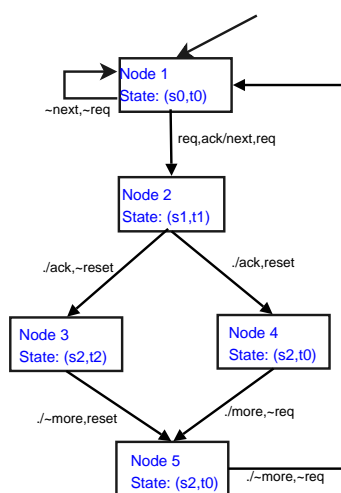 Node 1
State: (s0,t0)
~next,~req
req,ack/next,req
Node 2
State: (s1,t1)
./ack,~reset
./ack,reset
Node 3
State: (s2,t2)
Node 4
State: (s2,t0)
./~more,reset
./more,~req
Node 5
State: (s2,t0)
./~more,~req